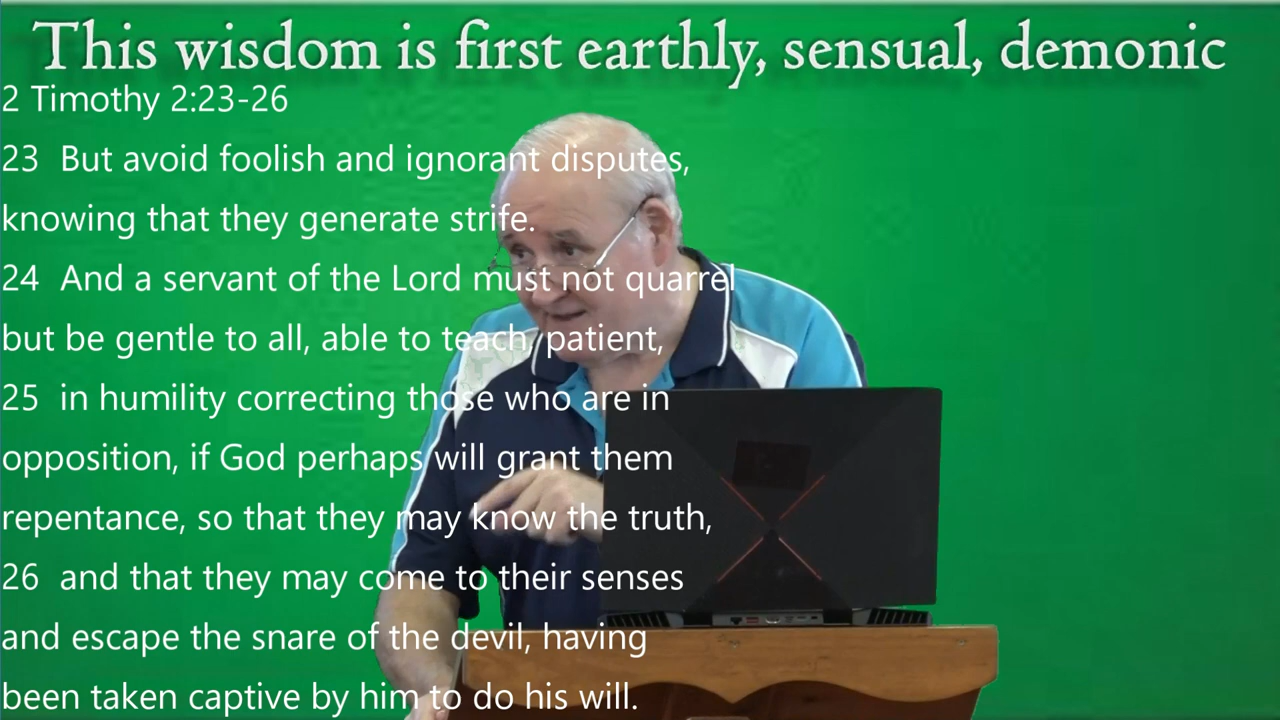 This wisdom is first earthly, sensual, demonic
2 Timothy 2:23-26
23 But avoid foolish and ignorant disputes,
knowing that they generate strife.
24 And a servant of the Lord must not quarrel
but be gentle to all, able to teach, patient,
25 in humility correcting those who are in
opposition, if God perhaps will grant them
repentance, so that they may know the truth,
26 and that they may come to their senses
and escape the snare of the devil, having
been taken captive by him to do his will.